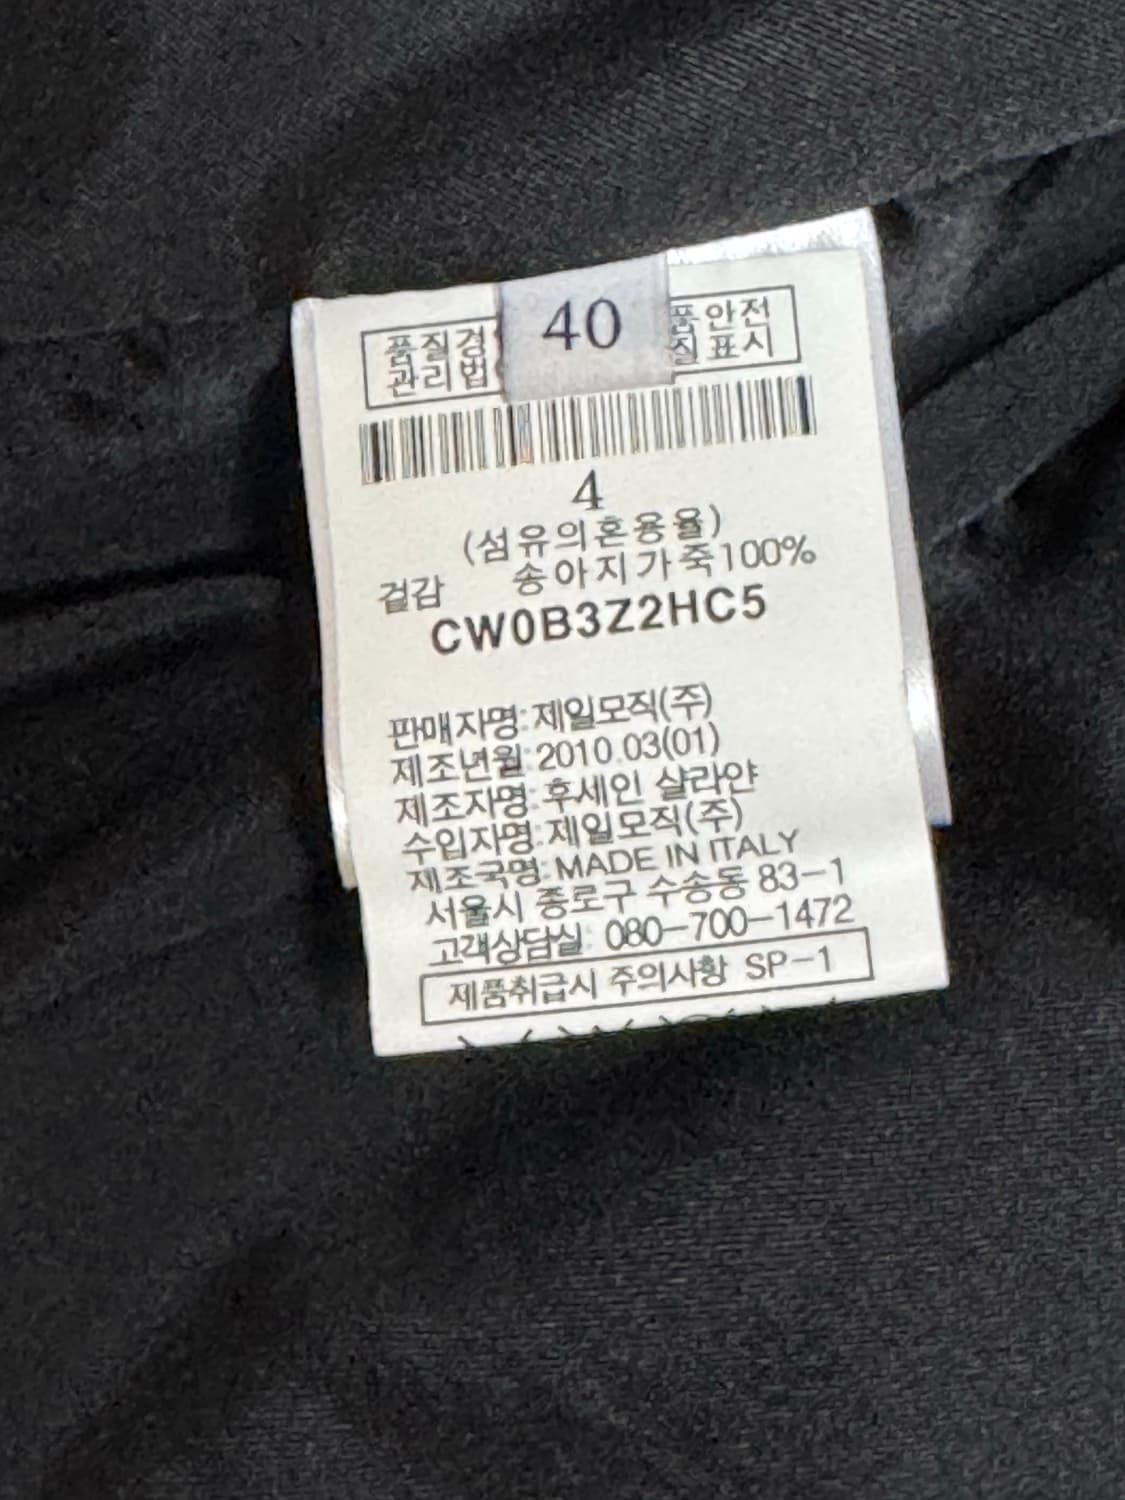 40
품질경 품안전
관리법 질표시
4
(섬유의혼용율)
겉감 송아지가죽100%
CW0B3Z2HC5
판매자명:제일모직(주)
제조년월:2010.03(01)
제조자명:후세인 샬라얀
수입자명:제일모직(주)
제조국명:MADE IN ITALY
서울시 종로구 수송동 83-1
고객상담실: 080-700-1472
제품취급시 주의사항 SP-1